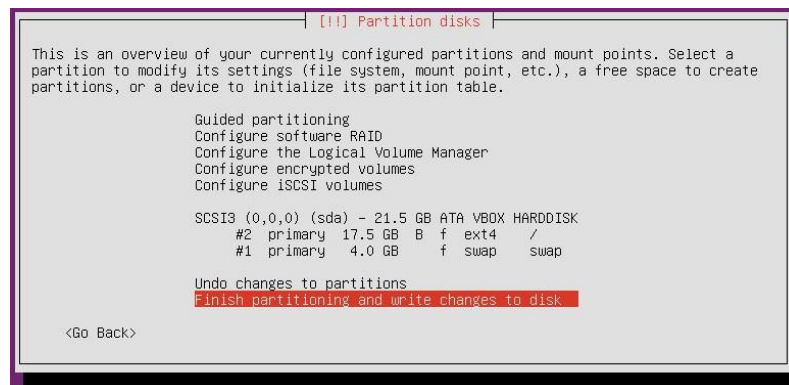 [!!] Partition disks
This is an overview of your currently configured partitions and mount points. Select a
partition to modify its settings (file system, mount point, etc.), a free space to create
partitions, or a device to initialize its partition table.
Guided partitioning
Configure software RAID
Configure the Logical Volume Manager
Configure encrypted volumes
Configure iSCSI volumes
SCSI3 (0,0,0) (sda) - 21.5 GB ATA VBOX HARDDISK
#2 primary 17.5 GB B f ext4 /
#1 primary 4.0 GB f swap swap
Undo changes to partitions
Finish partitioning and write changes to disk
<Go Back>